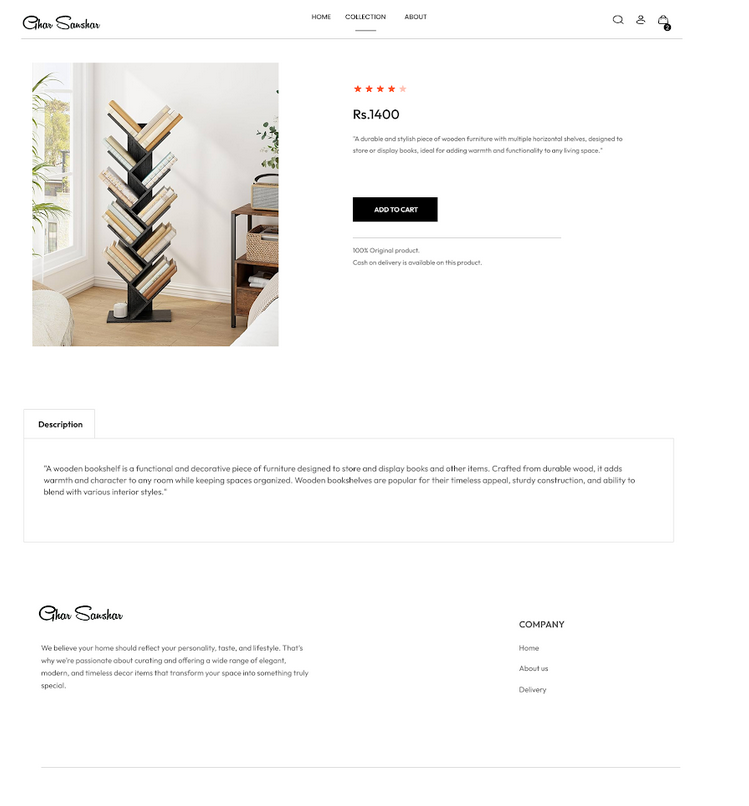 Ghar Sanshar
HOME COLLECTION ABOUT
2
Rs.1400
"A durable and stylish piece of wooden furniture with multiple horizontal shelves, designed to
store or display books, ideal for adding warmth and functionality to any living space."
ADD TO CART
100% Original product.
Cash on delivery is available on this product.
Description
"A wooden bookshelf is a functional and decorative piece of furniture designed to store and display books and other items. Crafted from durable wood, it adds
warmth and character to any room while keeping spaces organized. Wooden bookshelves are popular for their timeless appeal, sturdy construction, and ability to
blend with various interior styles."
Ghar Sanshar
We believe your home should reflect your personality, taste, and lifestyle. That's
why we're passionate about curating and offering a wide range of elegant,
modern, and timeless decor items that transform your space into something truly
special.
COMPANY
Home
About us
Delivery